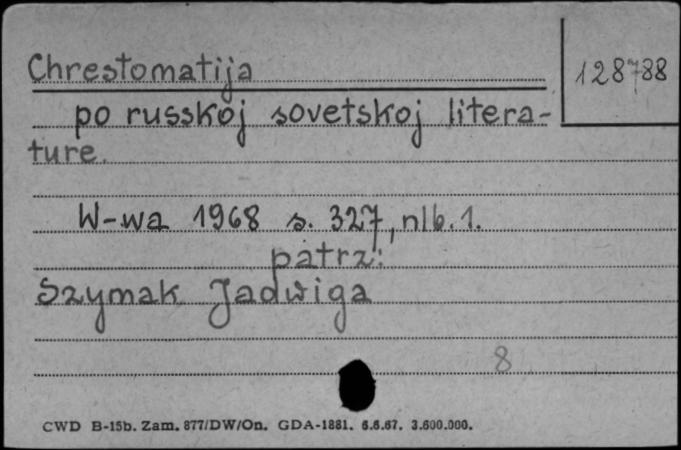 Chrestomatija
128788
po russkoj sovetskoj litera-
ture.
W-wa 1968 s. 327, nlb. 1.
patrz:
Szymak Jadwiga
8
CWD B-15b. Zam. 877/DW/On. GDA-1881. 6.6.67. 3.600.000.